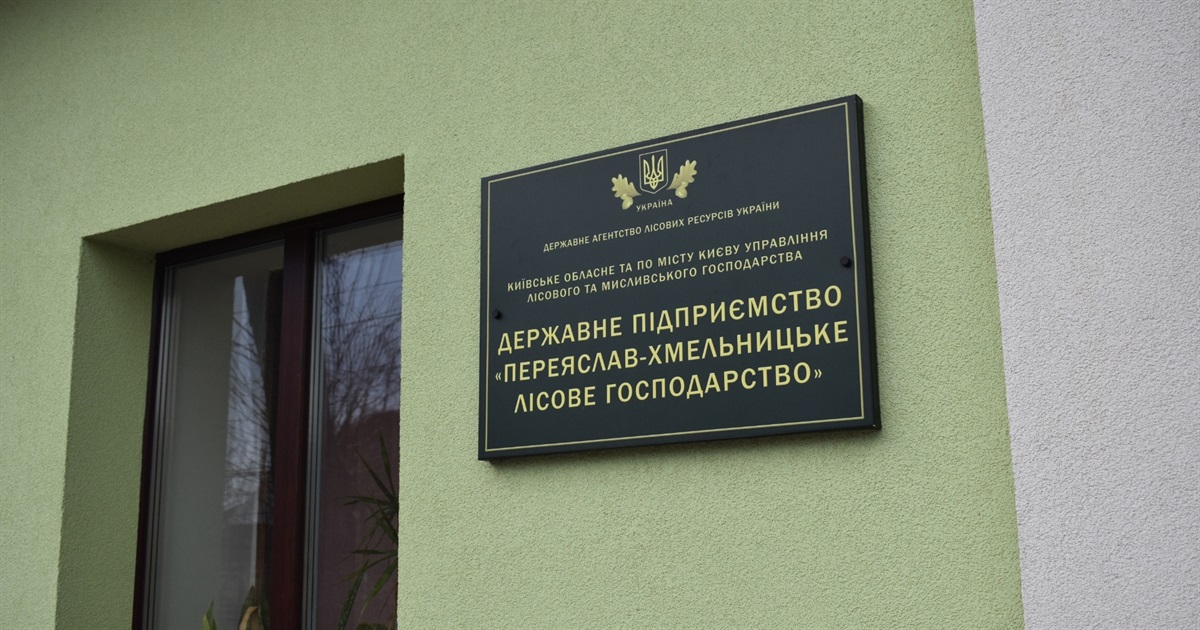 УКРАЇНА
ДЕРЖАВНЕ АГЕНТСТВО ЛІСОВИХ РЕСУРСІВ УКРАЇНИ
КИЇВСЬКЕ ОБЛАСНЕ ТА ПО МІСТУ КИЄВУ УПРАВЛІННЯ
ЛІСОВОГО ТА МИСЛИВСЬКОГО ГОСПОДАРСТВА
ДЕРЖАВНЕ ПІДПРИЄМСТВО
«ПЕРЕЯСЛАВ-ХМЕЛЬНИЦЬКЕ
ЛІСОВЕ ГОСПОДАРСТВО»